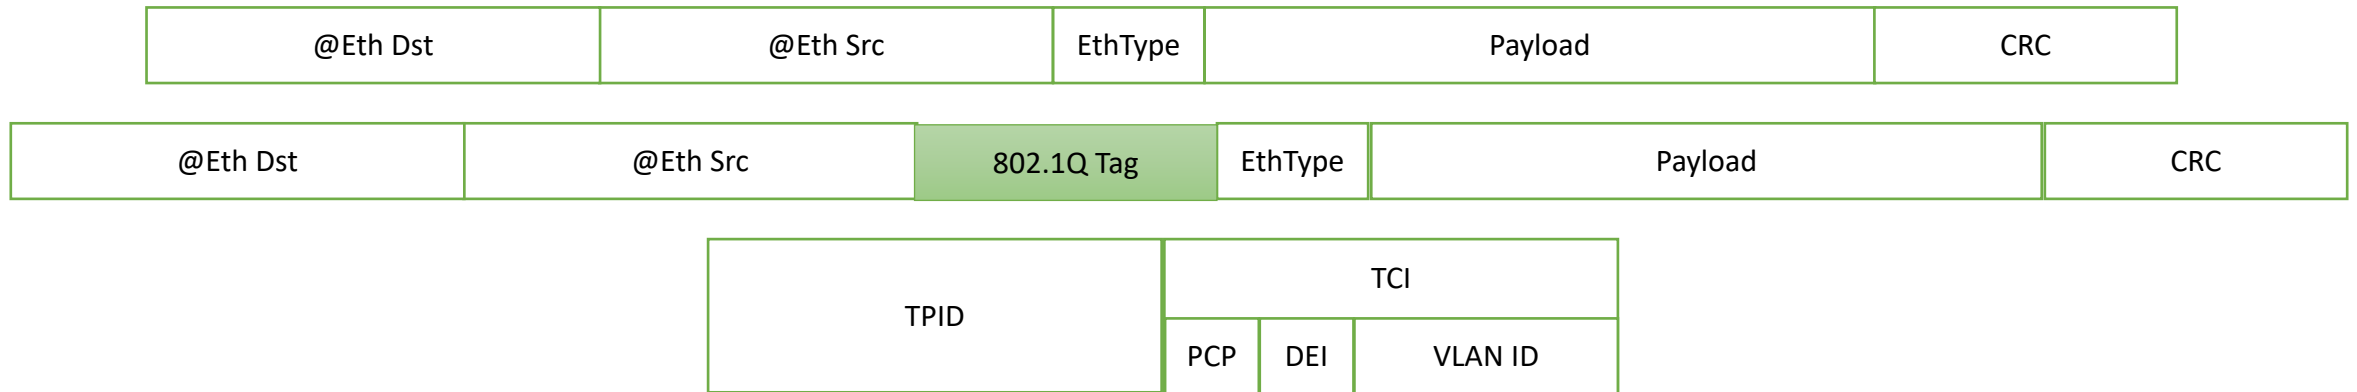 @Eth Dst @Eth Src EthType Payload CRC
@Eth Dst @Eth Src 802.1Q Tag EthType Payload CRC
TPID TCI
PCP DEI VLAN ID